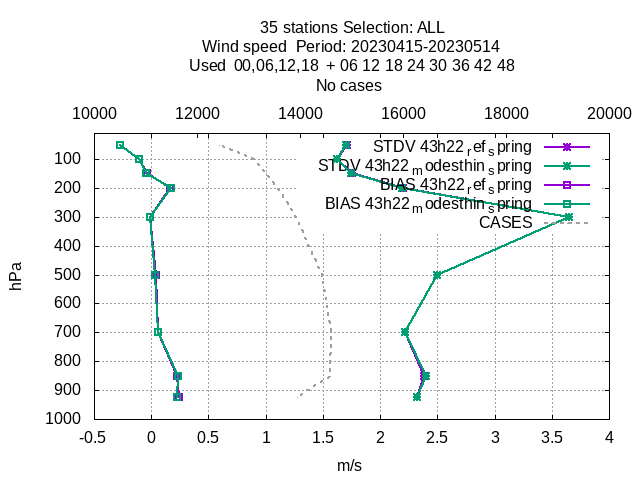 35 stations Selection: ALL
Wind speed  Period: 20230415-20230514
Used  00,06,12,18  + 06 12 18 24 30 36 42 48
No cases
10000 12000 14000 16000 18000 20000
STDV 43h22_ref_spring
STDV 43h22_modesthin_spring
BIAS 43h22_ref_spring
BIAS 43h22_modesthin_spring
CASES
100
200
300
400
500
600
700
800
900
1000
hPa
-0.5 0 0.5 1 1.5 2 2.5 3 3.5 4
m/s